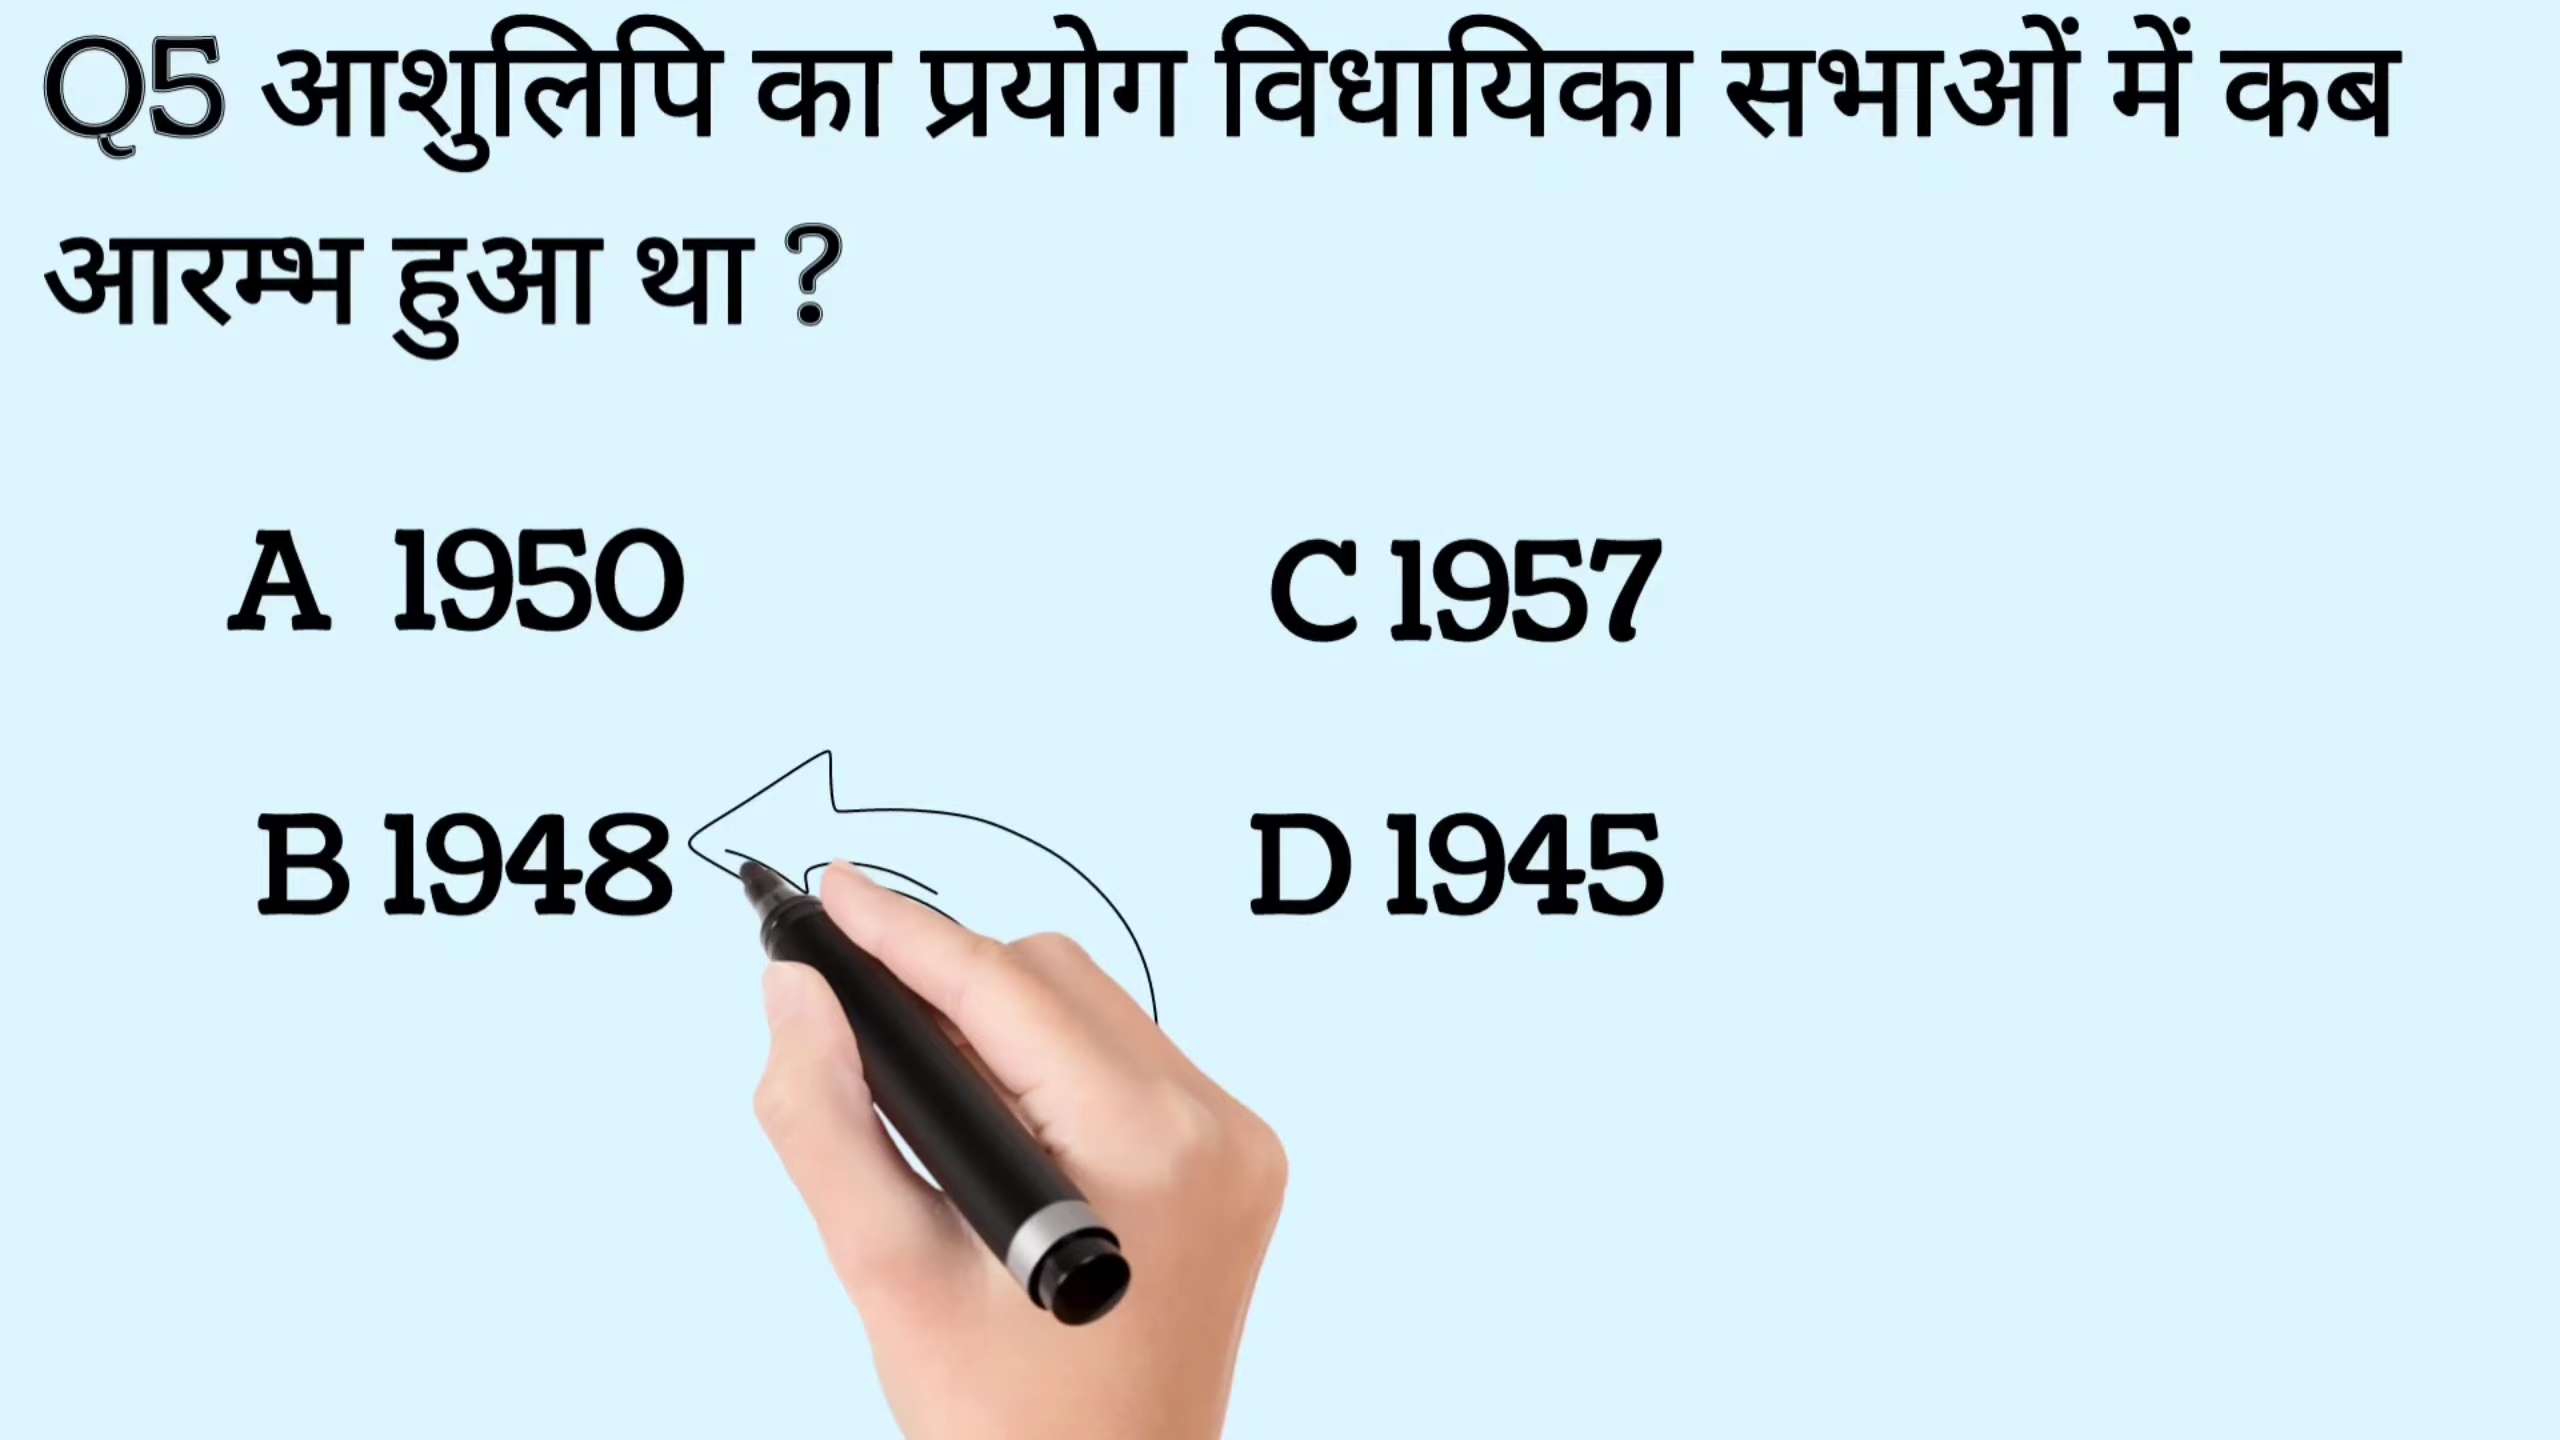 Q5 आशुलिपि का प्रयोग विधायिका सभाओं में कब
आरम्भ हुआ था ?
A 1950
C 1957
B 1948
D 1945